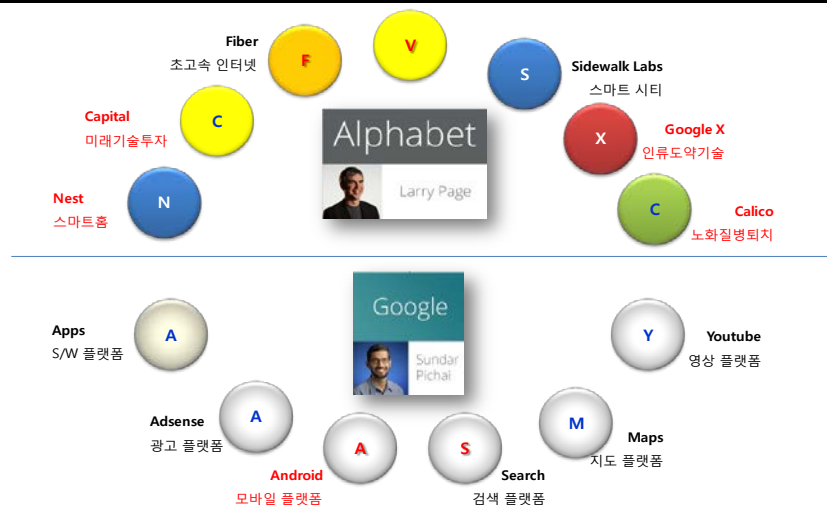 V
Fiber
초고속 인터넷
F
S
Sidewalk Labs
스마트 시티
Capital
미래기술투자
C
Alphabet
Larry Page
X
Google X
인류도약기술
Nest
스마트홈
N
C
Calico
노화질병퇴치
Google
Sundar
Pichai
Apps
S/W 플랫폼
A
Y
Youtube
영상 플랫폼
Adsense
광고 플랫폼
A
M
Maps
지도 플랫폼
A
Android
모바일 플랫폼
S
Search
검색 플랫폼